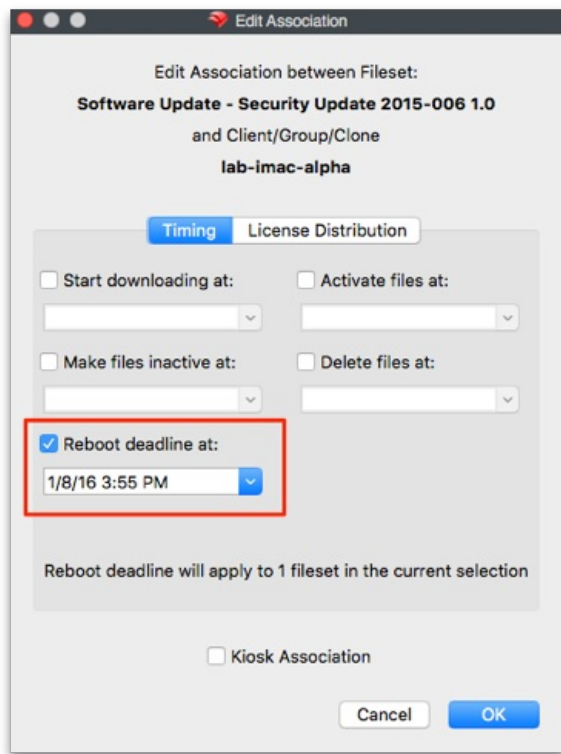 Edit Association
Edit Association between Fileset:
Software Update - Security Update 2015-006 1.0
and Client/Group/Clone
lab-imac-alpha
Timing License Distribution
Start downloading at: Activate files at:
Make files inactive at: Delete files at:
Reboot deadline at:
1/8/16 3:55 PM
Reboot deadline will apply to 1 fileset in the current selection
Kiosk Association
Cancel OK